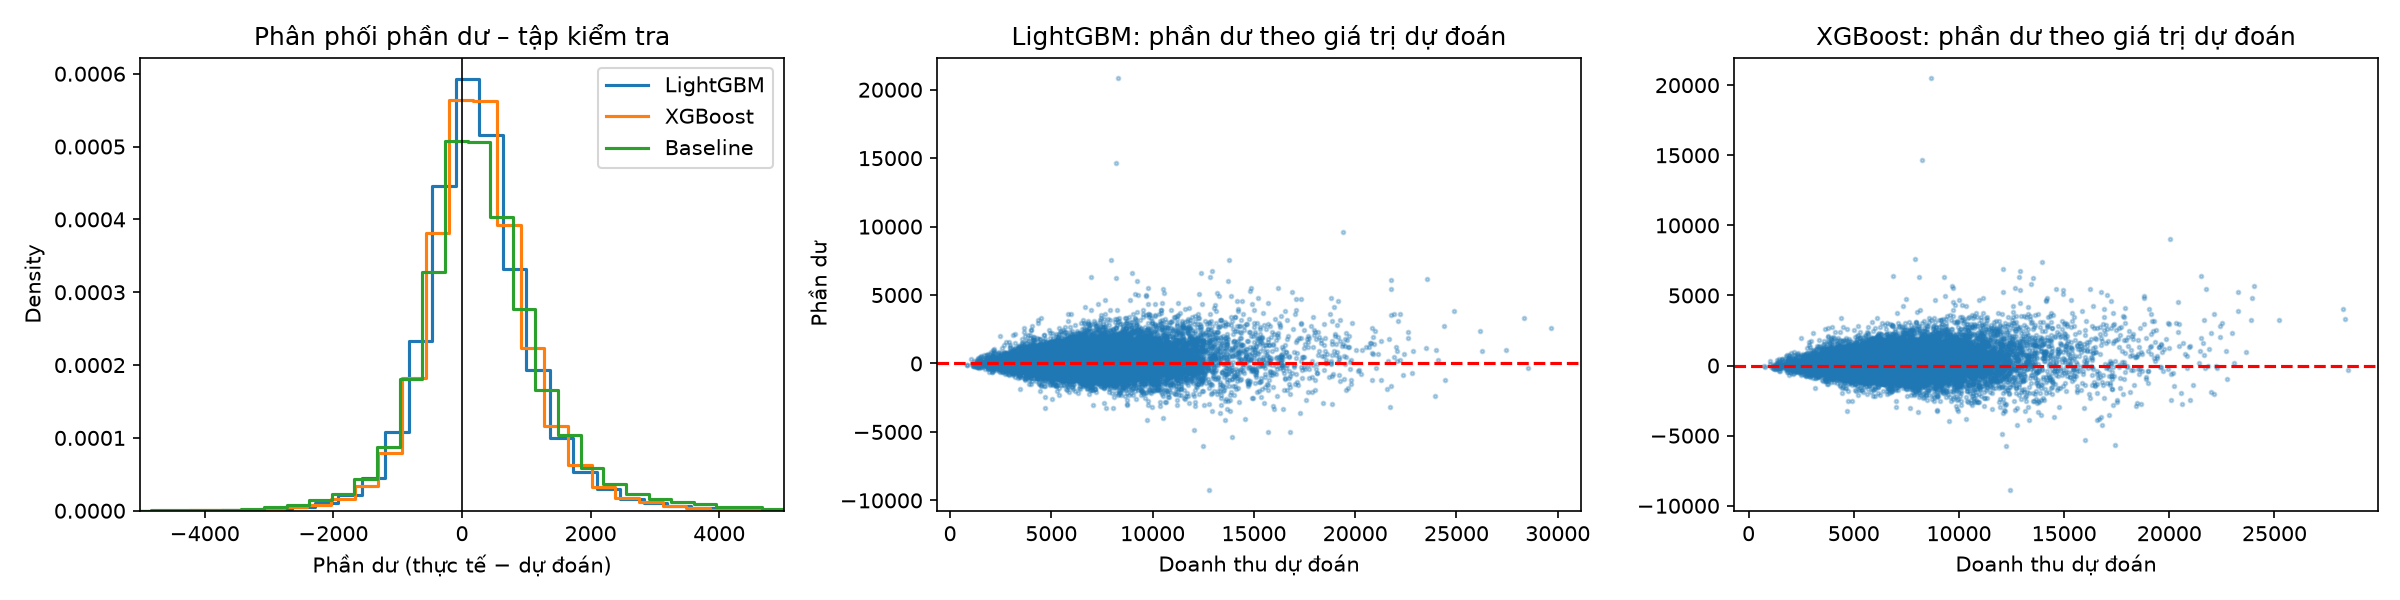 Phân phối phần dư – tập kiểm tra
0.0006
0.0005
0.0004
0.0003
0.0002
0.0001
0.0000
Density
LightGBM
XGBoost
Baseline
−4000 −2000 0 2000 4000
Phần dư (thực tế − dự đoán)
LightGBM: phần dư theo giá trị dự đoán
20000
15000
10000
5000
0
−5000
−10000
Phần dư
0 5000 10000 15000 20000 25000 30000
Doanh thu dự đoán
XGBoost: phần dư theo giá trị dự đoán
20000
15000
10000
5000
0
−5000
−10000
0 5000 10000 15000 20000 25000
Doanh thu dự đoán